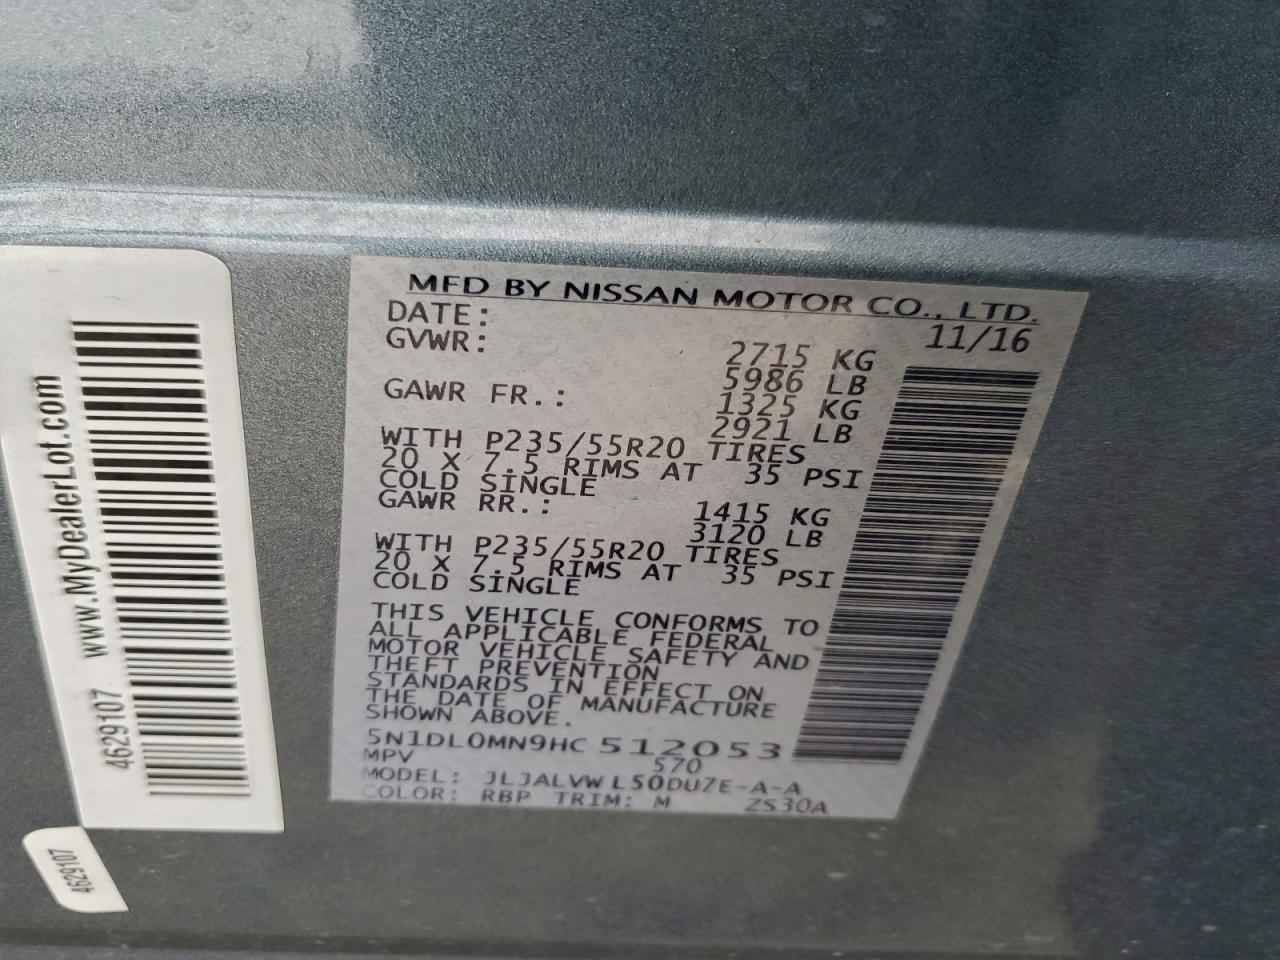 MFD BY NISSAN MOTOR CO., LTD.
DATE: 11/16
GVWR: 2715 KG
5986 LB
GAWR FR.: 1325 KG
2921 LB
WITH P235/55R20 TIRES
20 X 7.5 RIMS AT 35 PSI
COLD SINGLE
GAWR RR.: 1415 KG
3120 LB
WITH P235/55R20 TIRES
20 X 7.5 RIMS AT 35 PSI
COLD SINGLE
THIS VEHICLE CONFORMS TO
ALL APPLICABLE FEDERAL
MOTOR VEHICLE SAFETY AND
THEFT PREVENTION
STANDARDS IN EFFECT ON
THE DATE OF MANUFACTURE
SHOWN ABOVE.
5N1DL0MN9HC512053
MPV 570
MODEL: JLJALVW L50DUZE-A-A
COLOR: RBP TRIM: M ZS30A
4629107 www.MyDealerLot.com
4629107